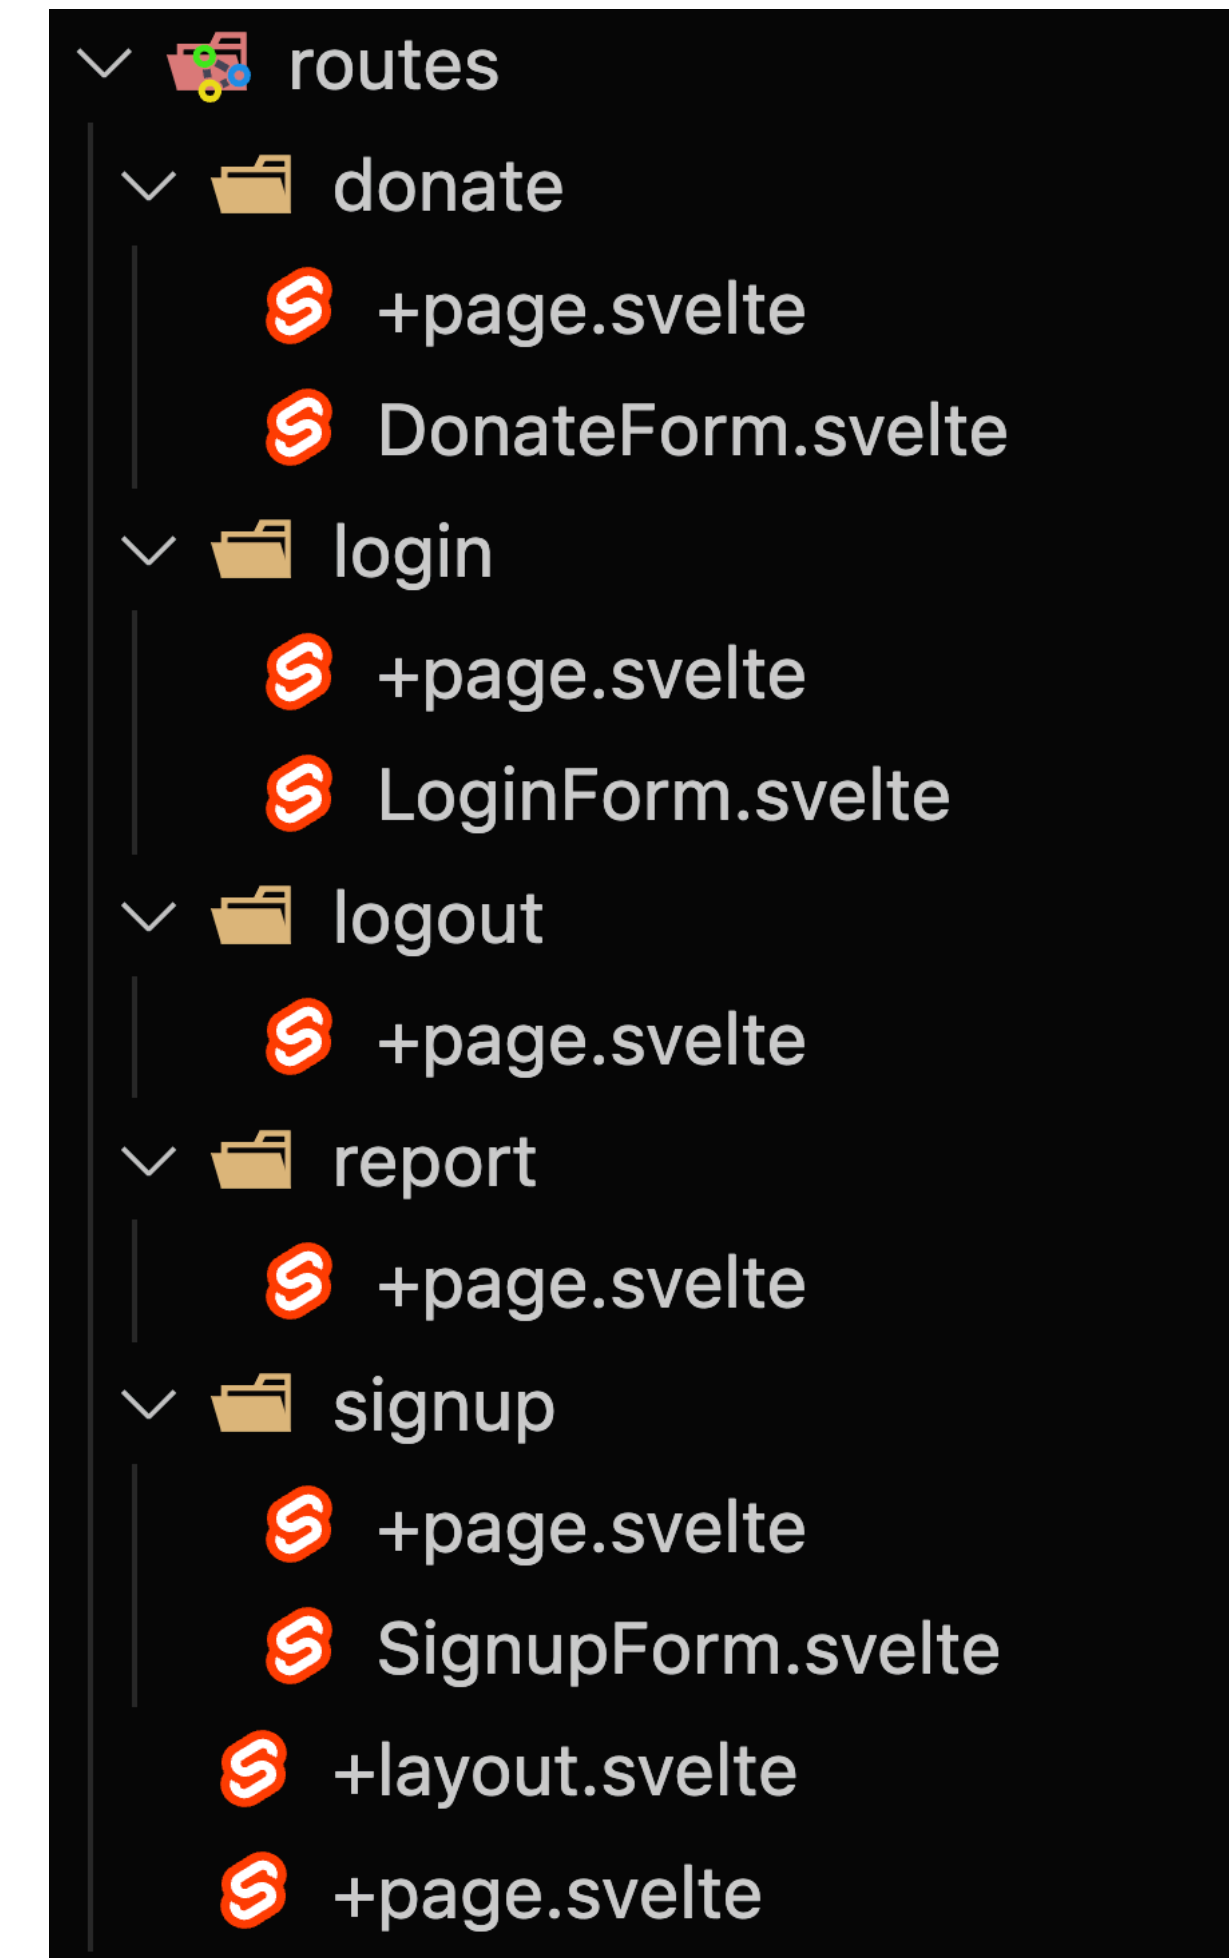 routes
donate
+page.svelte
DonateForm.svelte
login
+page.svelte
LoginForm.svelte
logout
+page.svelte
report
+page.svelte
signup
+page.svelte
SignupForm.svelte
+layout.svelte
+page.svelte